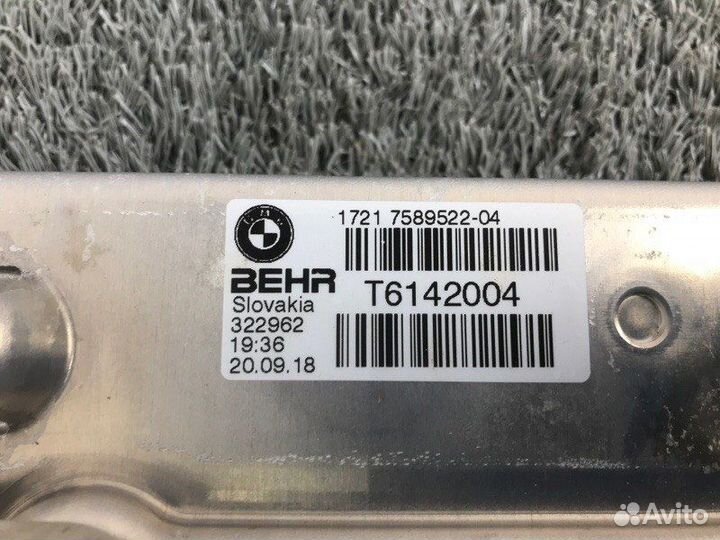 1721 7589522-04
BEHR
T6142004
Slovakia
322962
19:36
20.09.18
Avito